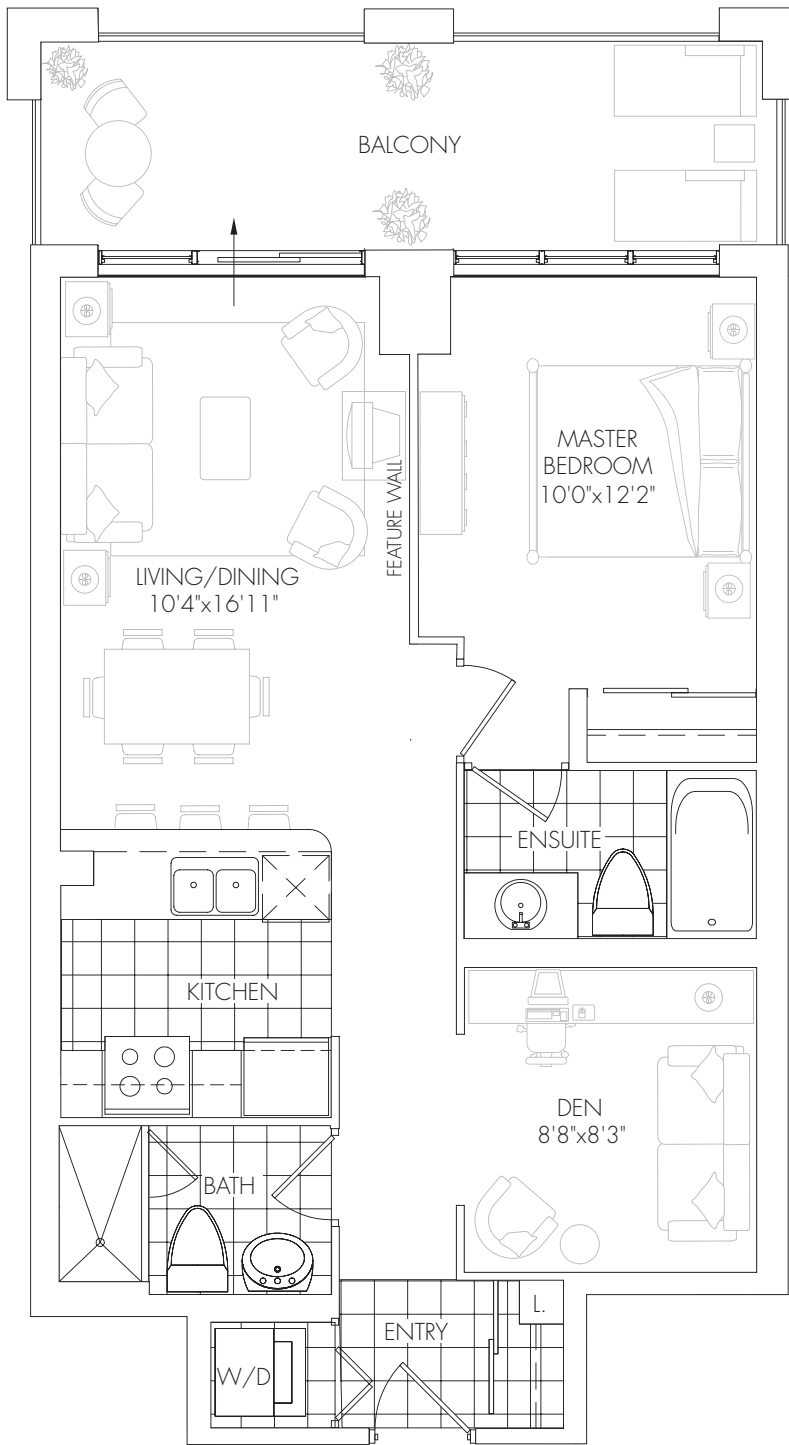 BALCONY
MASTER
BEDROOM
10'0"x12'2"
FEATURE WALL
LIVING/DINING
10'4"x16'11"
ENSUITE
KITCHEN
DEN
8'8"x8'3"
BATH
L.
ENTRY
W/D